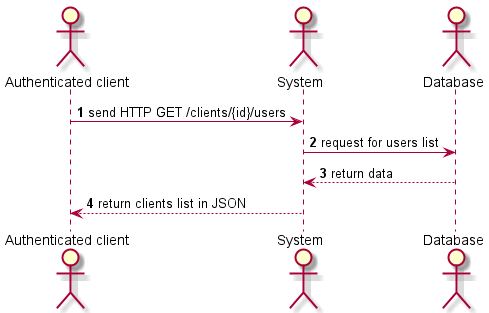 Authenticated client System Database
1 send HTTP GET /clients/{id}/users
2 request for users list
3 return data
4 return clients list in JSON
Authenticated client System Database